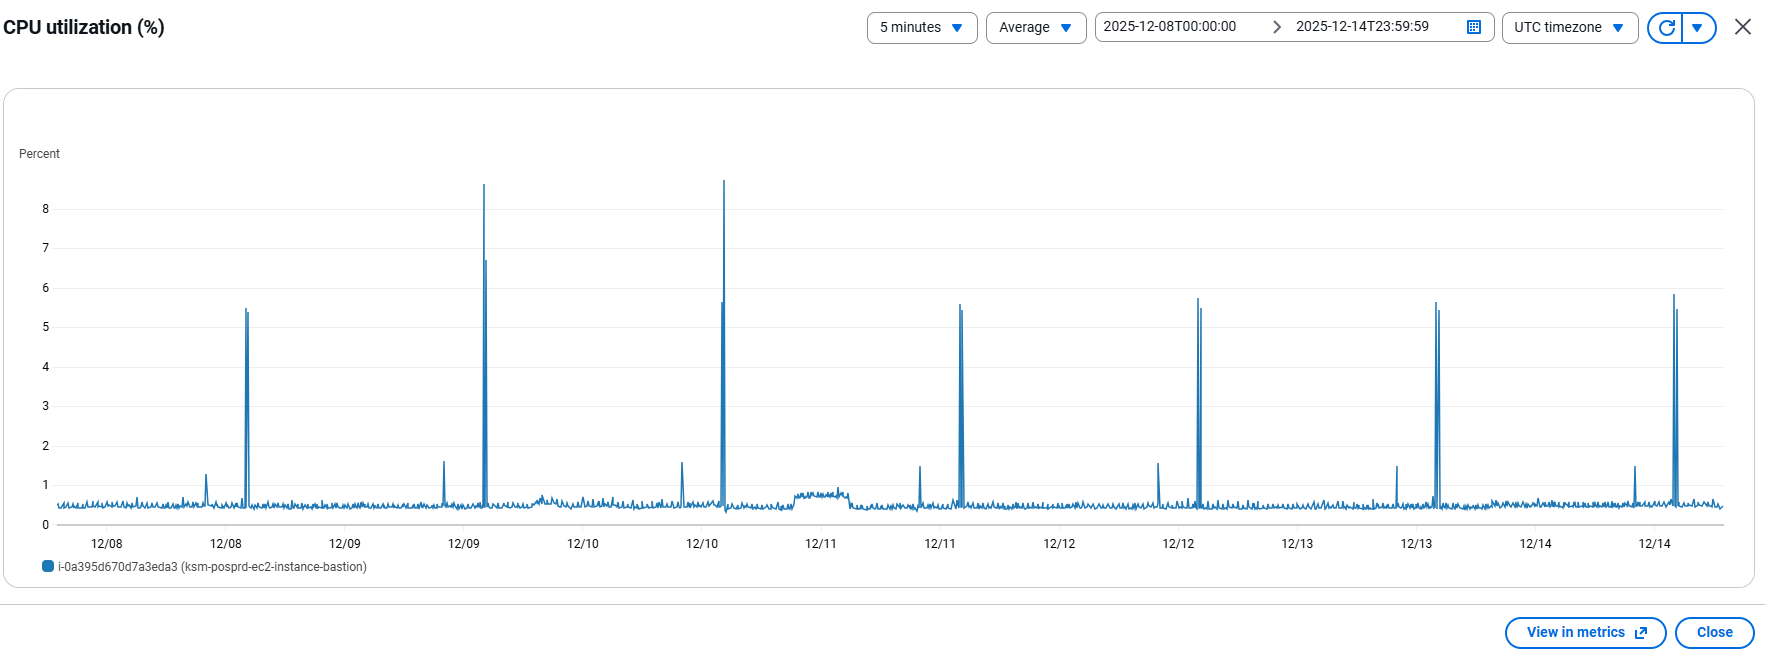 CPU utilization (%)
5 minutes
Average
2025-12-08T00:00:00
2025-12-14T23:59:59
UTC timezone
Percent
8
7
6
5
4
3
2
1
0
12/08 12/08 12/09 12/09 12/10 12/10 12/11 12/11 12/12 12/12 12/13 12/13 12/14 12/14
i-0a395d670d7a3eda3 (ksm-posprd-ec2-instance-bastion)
View in metrics
Close